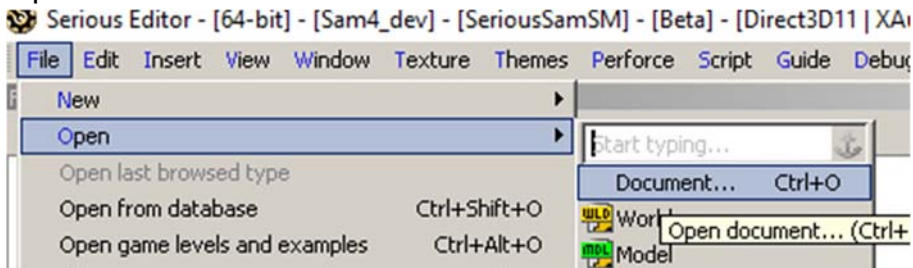 Serious Editor - [64-bit] - [Sam4_dev] - [SeriousSamSM] - [Beta] - [Direct3D11 | XAu
File Edit Insert View Window Texture Themes Perforce Script Guide Debug
New
Open
Start typing...
Open last browsed type
Document... Ctrl+O
Open from database Ctrl+Shift+O
WLD Worl
Open document... (Ctrl+
Open game levels and examples Ctrl+Alt+O
MDL Model